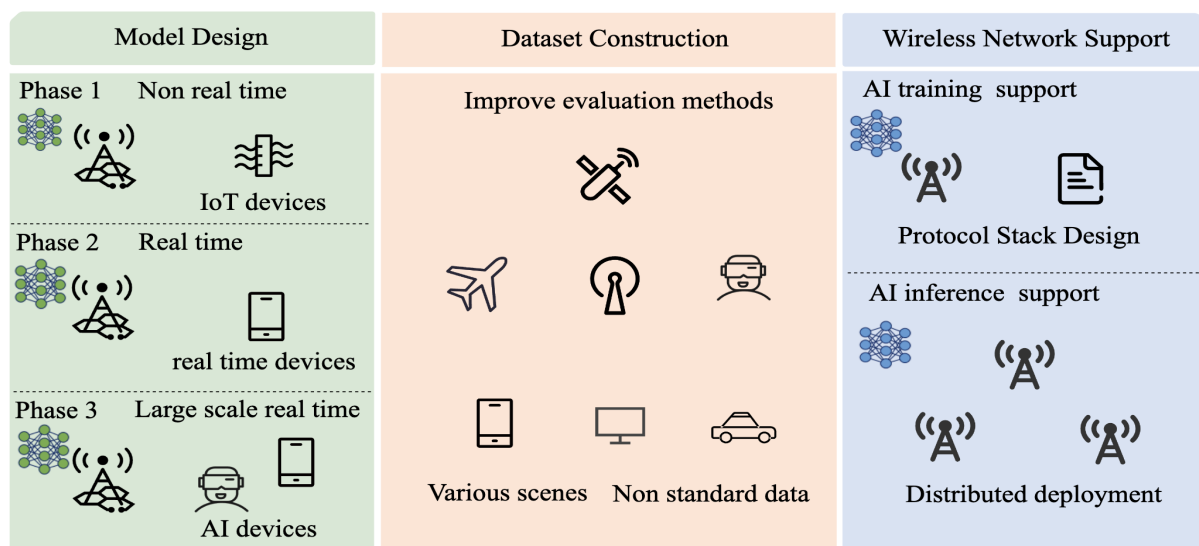 Model Design
Phase 1 Non real time
IoT devices
Phase 2 Real time
real time devices
Phase 3 Large scale real time
AI devices
Dataset Construction
Improve evaluation methods
Various scenes Non standard data
Wireless Network Support
AI training support
Protocol Stack Design
AI inference support
Distributed deployment